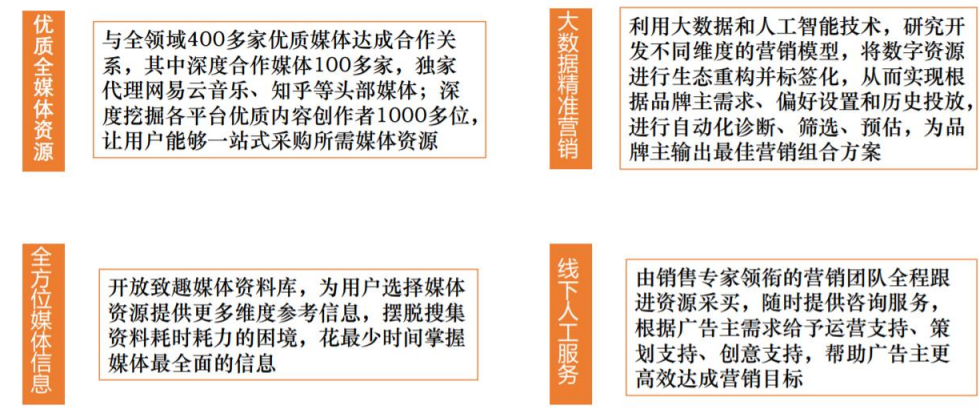 优质全媒体资源
与全领域400多家优质媒体达成合作关
系，其中深度合作媒体100多家，独家
代理网易云音乐、知乎等头部媒体；深
度挖掘各平台优质内容创作者1000多位，
让用户能够一站式采购所需媒体资源
大数据精准营销
利用大数据和人工智能技术，研究开
发不同维度的营销模型，将数字资源
进行生态重构并标签化，从而实现根
据品牌主需求、偏好设置和历史投放，
进行自动化诊断、筛选、预估，为品
牌主输出最佳营销组合方案
全方位媒体信息
开放致趣媒体资料库，为用户选择媒体
资源提供更多维度参考信息，摆脱搜集
资料耗时耗力的困境，花最少时间掌握
媒体最全面的信息
线下人工服务
由销售专家领衔的营销团队全程跟
进资源采买，随时提供咨询服务，
根据广告主需求给予运营支持、策
划支持、创意支持，帮助广告主更
高效达成营销目标